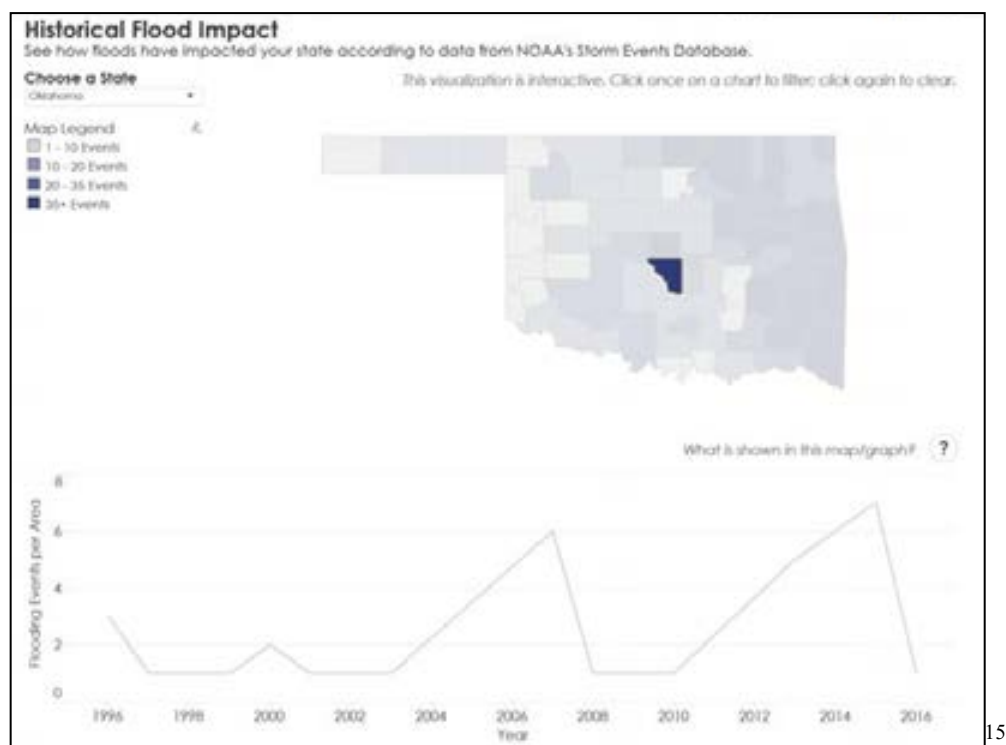 Historical Flood Impact
See how floods have impacted your state according to data from NOAA's Storm Events Database.
Choose a State
This visualization is interactive. Click once on a chart to filter; click again to clear.
Oklahoma
Map Legend
1 - 10 Events
10 - 20 Events
20 - 35 Events
35+ Events
What is shown in this map/graph? ?
Flooding Events per Area
8
6
4
2
0
1996 1998 2000 2002 2004 2006 2008 2010 2012 2014 2016
Year
15